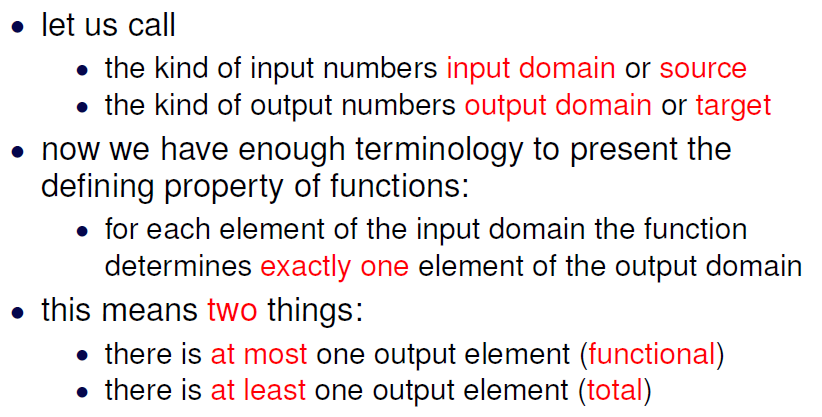 let us call
the kind of input numbers input domain or source
the kind of output numbers output domain or target
now we have enough terminology to present the
defining property of functions:
for each element of the input domain the function
determines exactly one element of the output domain
this means two things:
there is at most one output element (functional)
there is at least one output element (total)